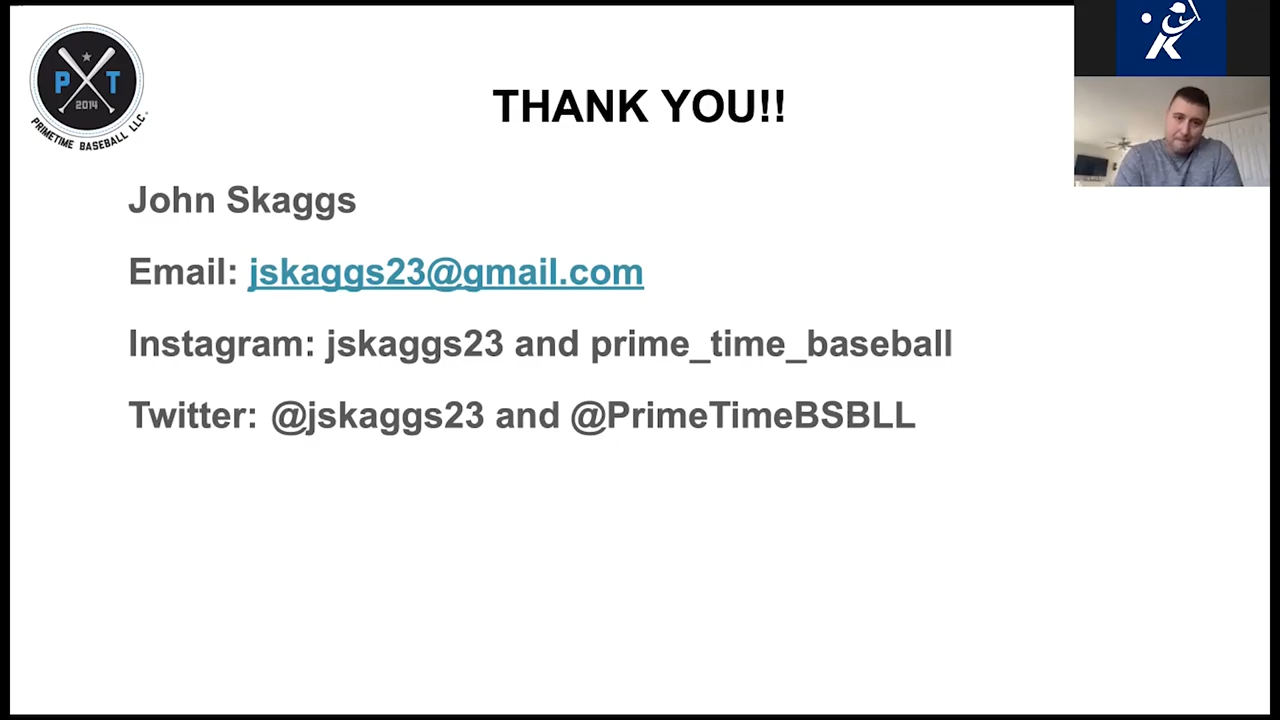 P T
2014
PRIMETIME BASEBALL LLC.
THANK YOU!!
John Skaggs
Email: jskaggs23@gmail.com
Instagram: jskaggs23 and prime_time_baseball
Twitter: @jskaggs23 and @PrimeTimeBSBLL
K